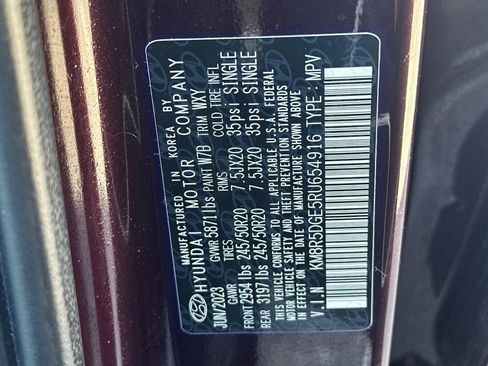 MANUFACTURED IN KOREA BY
HYUNDAI MOTOR COMPANY
JUN/2023 GVWR 5871 lbs PAINT W7B TRIM WXY
GAWR TIRES RIMS COLD TIRE INFL
FRONT 2954 lbs 245/50R20 7.5JX20 35psi SINGLE
REAR 3197 lbs 245/50R20 7.5JX20 35psi SINGLE
THIS VEHICLE CONFORMS TO ALL APPLICABLE U.S.A. FEDERAL
MOTOR VEHICLE SAFETY, BUMPER, AND THEFT PREVENTION STANDARDS
IN EFFECT ON THE DATE OF MANUFACTURE SHOWN ABOVE
V.I.N : KM8R5DGE5RU654916 TYPE : MPV